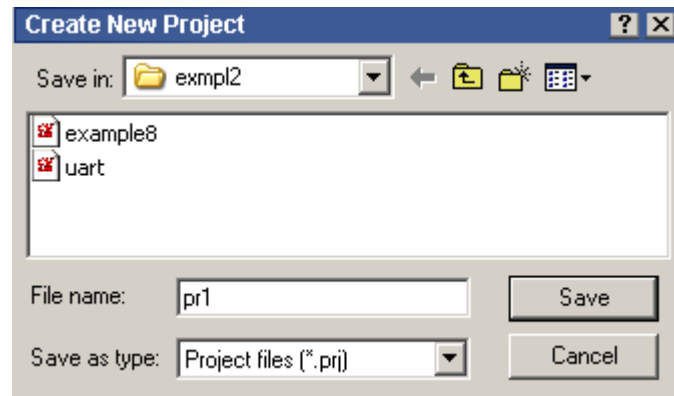 Create New Project
Save in: exmpl2
example8
uart
File name: pr1 Save
Save as type: Project files (*.prj) Cancel